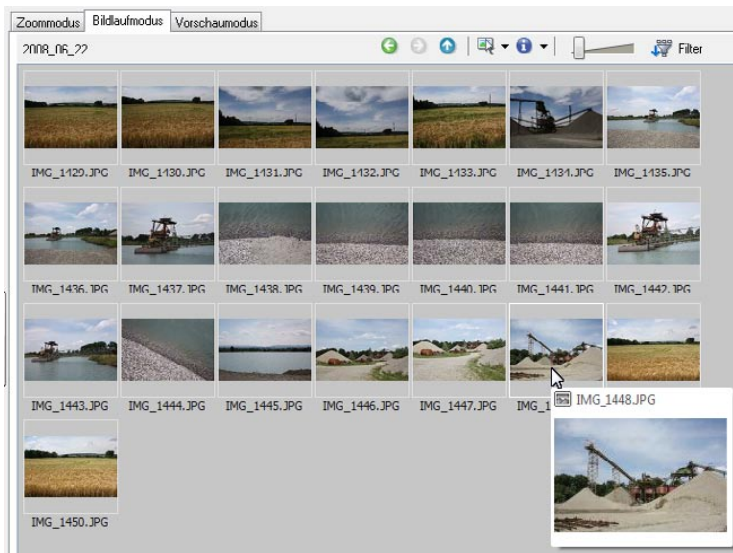 Zoommodus Bildlaufmodus Vorschaumodus
2008_06_22 Filter
IMG_1429.JPG IMG_1430.JPG IMG_1431.JPG IMG_1432.JPG IMG_1433.JPG IMG_1434.JPG IMG_1435.JPG
IMG_1436.JPG IMG_1437.JPG IMG_1438.JPG IMG_1439.JPG IMG_1440.JPG IMG_1441.JPG IMG_1442.JPG
IMG_1443.JPG IMG_1444.JPG IMG_1445.JPG IMG_1446.JPG IMG_1447.JPG IMG_1
IMG_1448.JPG
IMG_1450.JPG